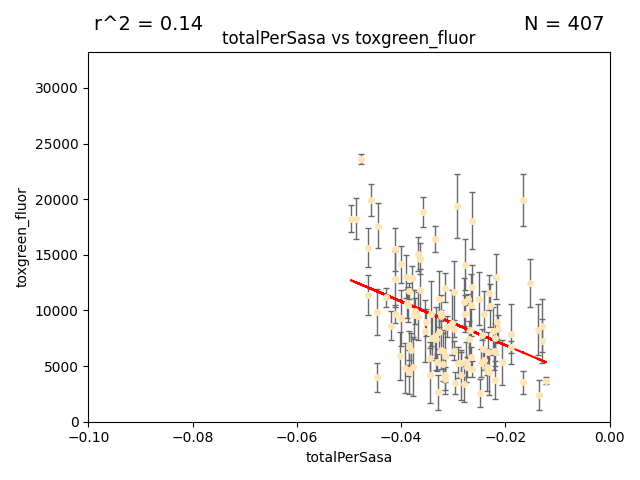 r^2 = 0.14
N = 407
totalPerSasa vs toxgreen_fluor
30000
25000
20000
15000
10000
5000
0
toxgreen_fluor
−0.10
−0.08
−0.06
−0.04
−0.02
0.00
totalPerSasa